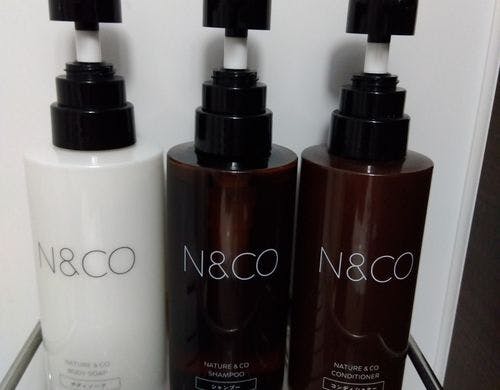 N&CO
NATURE & CO
BODY SOAP
ボディソープ
N&CO
NATURE & CO
SHAMPOO
シャンプー
N&CO
NATURE & CO
CONDITIONER
コンディショナー